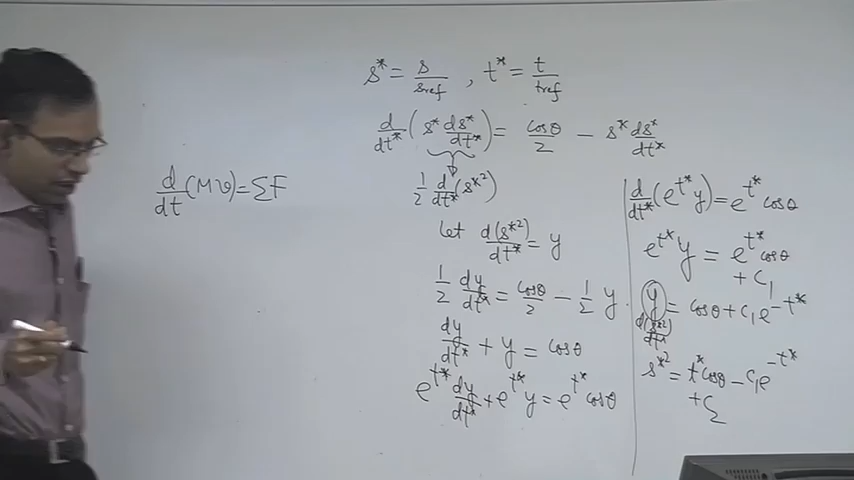 s* = s/sref , t* = t/tref
d/dt* ( s* ds*/dt* ) = cosθ/2 − s* ds*/dt*
1/2 d/dt* (s*²)
let d(s*²)/dt* = y
1/2 dy/dt* = cosθ/2 − 1/2 y
dy/dt* + y = cosθ
e^t* dy/dt* + e^t* y = e^t* cosθ
d/dt* (e^t* y) = e^t* cosθ
e^t* y = e^t* cosθ
+ C₁
y = cosθ + C₁e^−t*
d(s*²)/dt*
s*² = t*cosθ − C₁e^−t*
+ C₂
d/dt (Mv) = ΣF